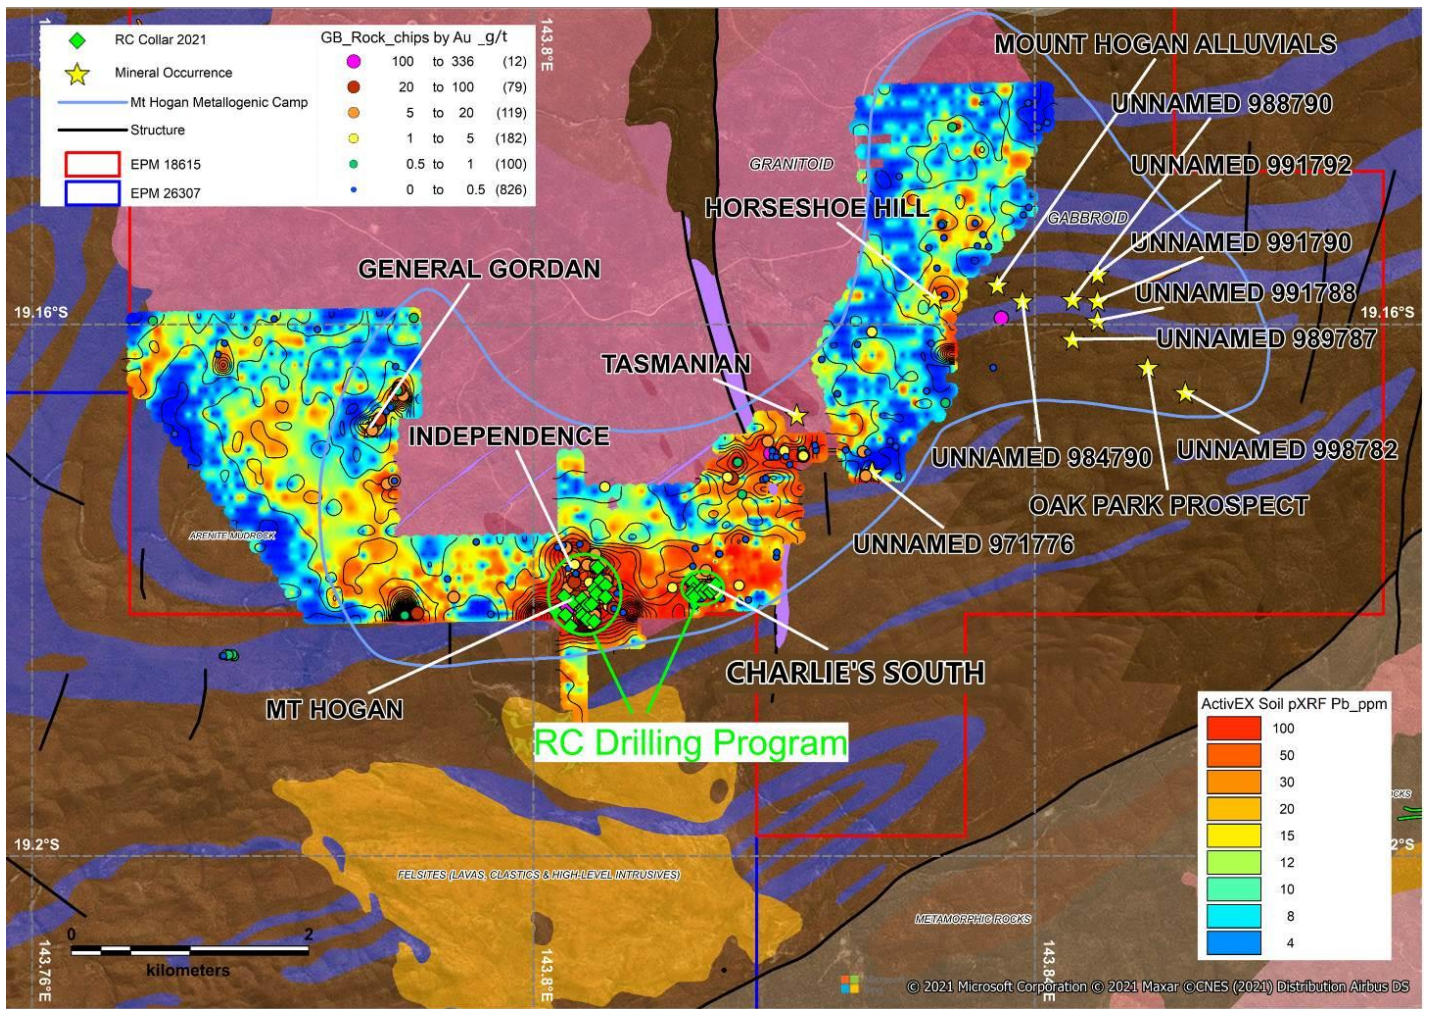 RC Collar 2021
Mineral Occurrence
Mt Hogan Metallogenic Camp
Structure
EPM 18615
EPM 26307
GB_Rock_chips by Au _g/t
100 to 336 (12)
20 to 100 (79)
5 to 20 (119)
1 to 5 (182)
0.5 to 1 (100)
0 to 0.5 (826)
143.8°E
MOUNT HOGAN ALLUVIALS
UNNAMED 988790
GRANITOID
UNNAMED 991792
HORSESHOE HILL
GABBROID
UNNAMED 991790
GENERAL GORDAN
UNNAMED 991788
19.16°S
19.16°S
UNNAMED 989787
TASMANIAN
INDEPENDENCE
UNNAMED 984790
UNNAMED 998782
OAK PARK PROSPECT
ARENITE MUDROCK
UNNAMED 971776
CHARLIE'S SOUTH
MT HOGAN
RC Drilling Program
ActivEX Soil pXRF Pb_ppm
100
50
30
20
15
12
10
8
4
19.2°S
2°S
FELSITES (LAVAS, CLASTICS & HIGH-LEVEL INTRUSIVES)
METAMORPHIC ROCKS
0 2
kilometers
143.76°E
143.8°E
143.84°E
© 2021 Microsoft Corporation © 2021 Maxar ©CNES (2021) Distribution Airbus DS